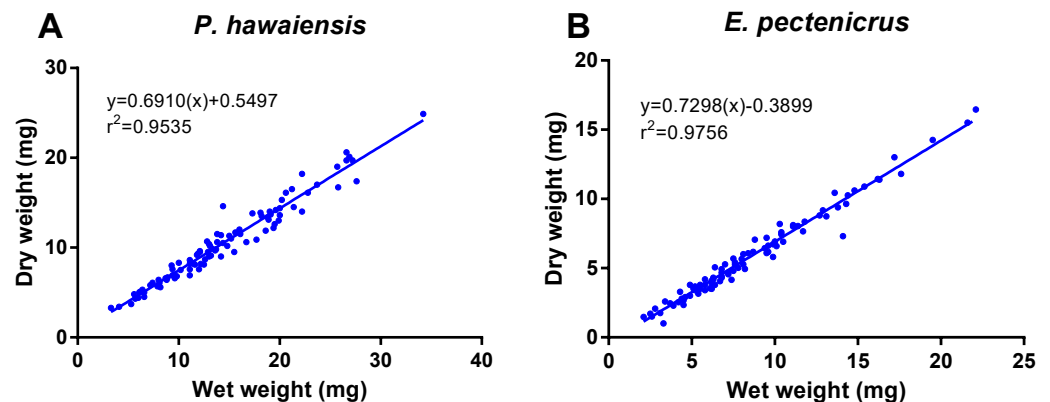 A
P. hawaiensis
y=0.6910(x)+0.5497
r²=0.9535
Dry weight (mg)
30
20
10
0
0 10 20 30 40
Wet weight (mg)
B
E. pectenicrus
y=0.7298(x)-0.3899
r²=0.9756
Dry weight (mg)
20
15
10
5
0
0 5 10 15 20 25
Wet weight (mg)